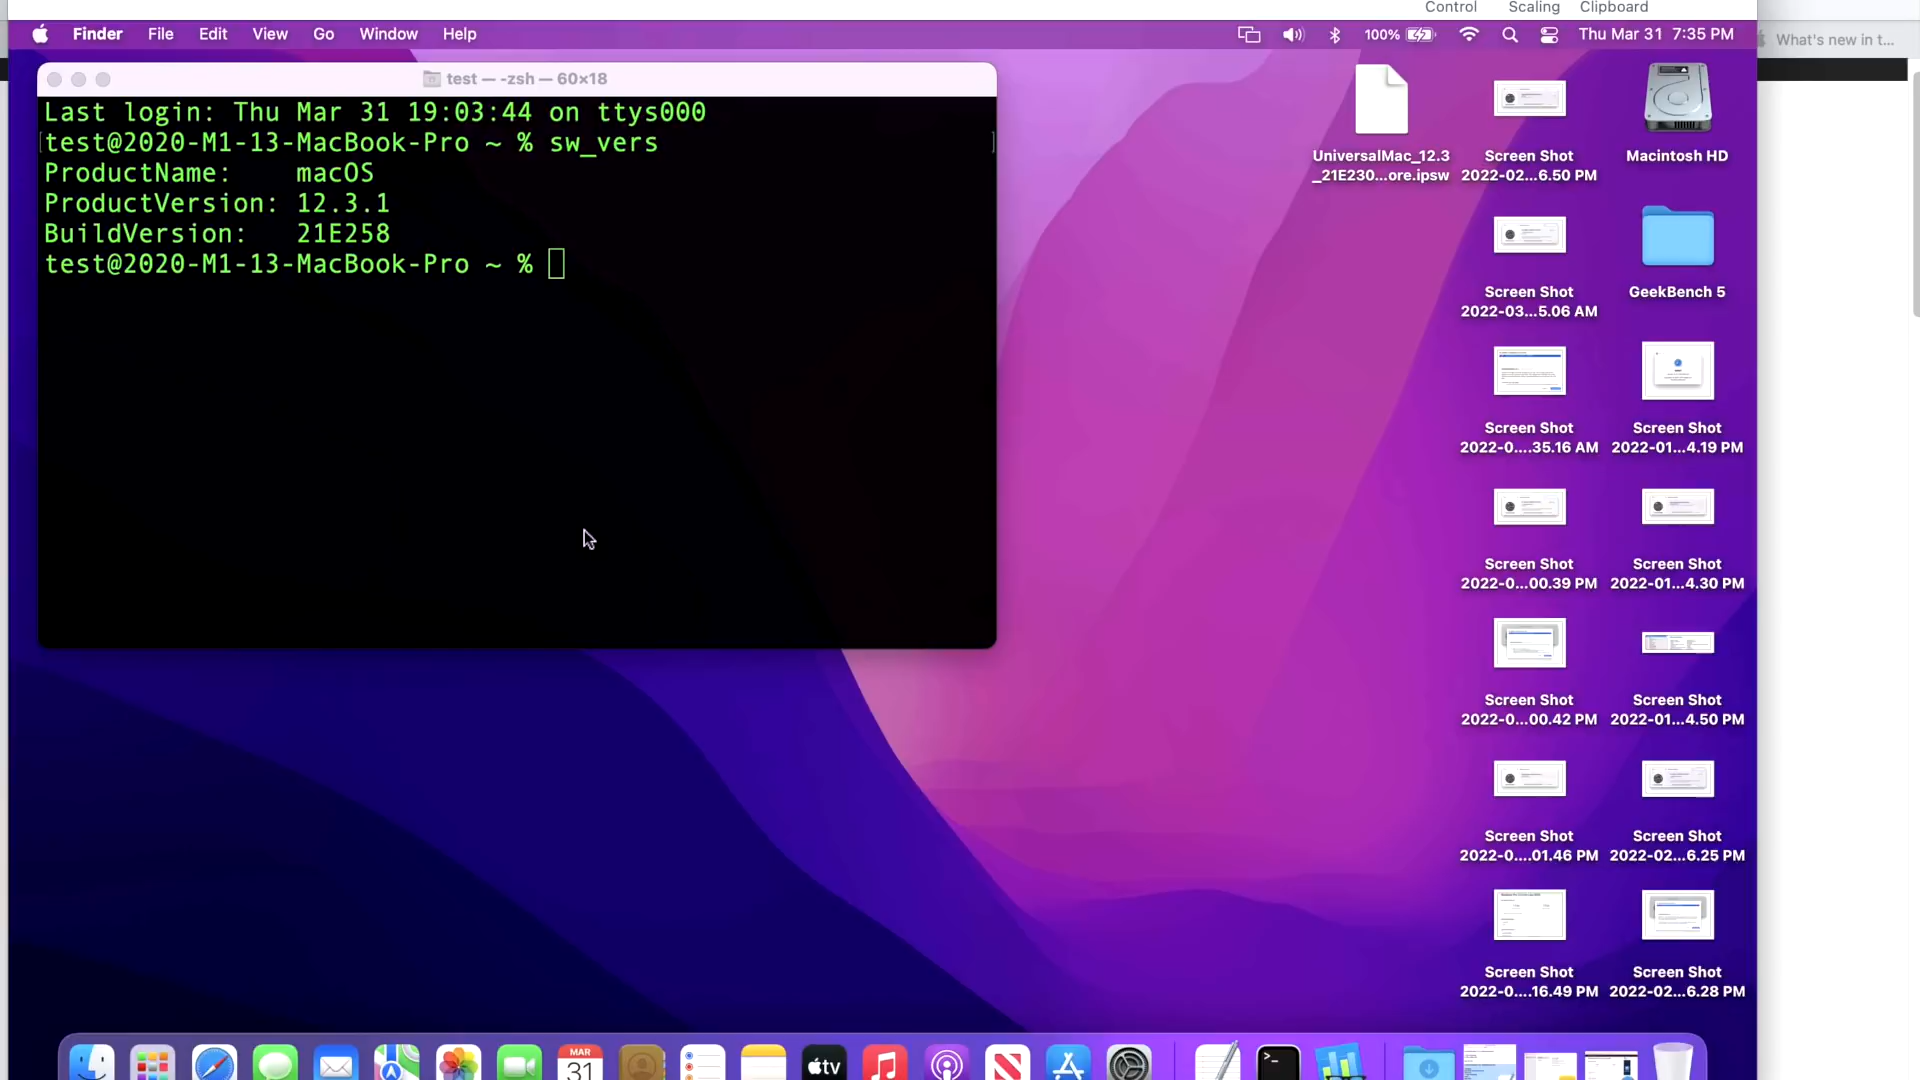 Control Scaling Clipboard
Finder File Edit View Go Window Help 100% Thu Mar 31 7:35 PM
What's new in t...
test — -zsh — 60×18
Last login: Thu Mar 31 19:03:44 on ttys000
test@2020-M1-13-MacBook-Pro ~ % sw_vers
ProductName: macOS
ProductVersion: 12.3.1
BuildVersion: 21E258
test@2020-M1-13-MacBook-Pro ~ %
UniversalMac_12.3
_21E230...ore.ipsw
Screen Shot
2022-02...6.50 PM
Macintosh HD
Screen Shot
2022-03...5.06 AM
GeekBench 5
Screen Shot
2022-0....35.16 AM
Screen Shot
2022-01...4.19 PM
Screen Shot
2022-0...00.39 PM
Screen Shot
2022-01...4.30 PM
Screen Shot
2022-0...00.42 PM
Screen Shot
2022-01...4.50 PM
Screen Shot
2022-0....01.46 PM
Screen Shot
2022-02...6.25 PM
Screen Shot
2022-0....16.49 PM
Screen Shot
2022-02...6.28 PM
MAR
31
tv
>_